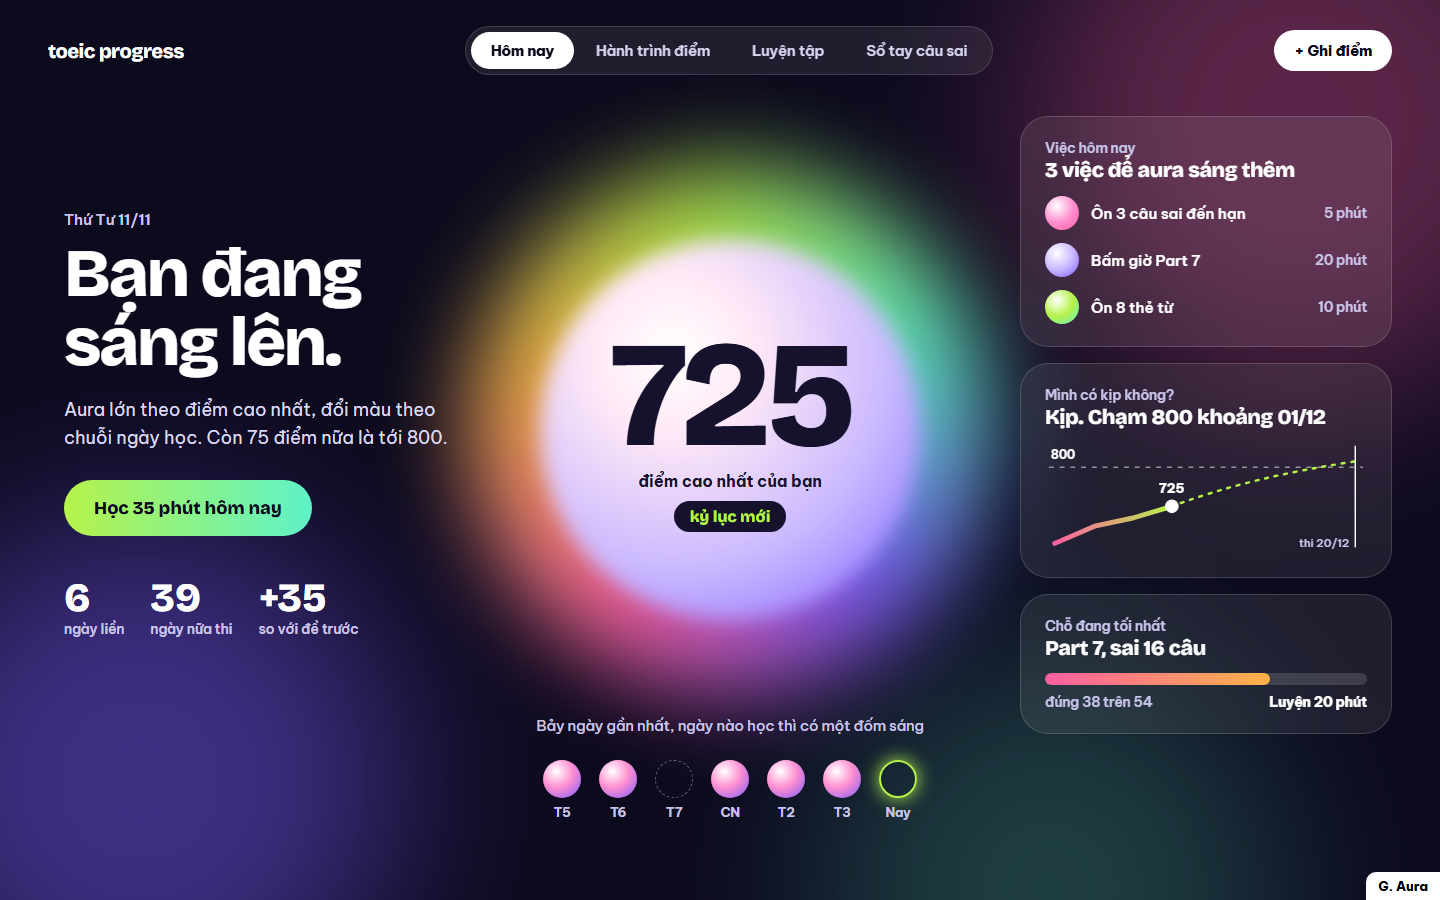 toeic progress
Hôm nay
Hành trình điểm
Luyện tập
Sổ tay câu sai
+ Ghi điểm
Thứ Tư 11/11
Bạn đang
sáng lên.
Aura lớn theo điểm cao nhất, đổi màu theo
chuỗi ngày học. Còn 75 điểm nữa là tới 800.
Học 35 phút hôm nay
6
ngày liền
39
ngày nữa thi
+35
so với đề trước
725
điểm cao nhất của bạn
kỷ lục mới
Bảy ngày gần nhất, ngày nào học thì có một đốm sáng
T5
T6
T7
CN
T2
T3
Nay
Việc hôm nay
3 việc để aura sáng thêm
Ôn 3 câu sai đến hạn
5 phút
Bấm giờ Part 7
20 phút
Ôn 8 thẻ từ
10 phút
Mình có kịp không?
Kịp. Chạm 800 khoảng 01/12
800
725
thi 20/12
Chỗ đang tối nhất
Part 7, sai 16 câu
đúng 38 trên 54
Luyện 20 phút
G. Aura